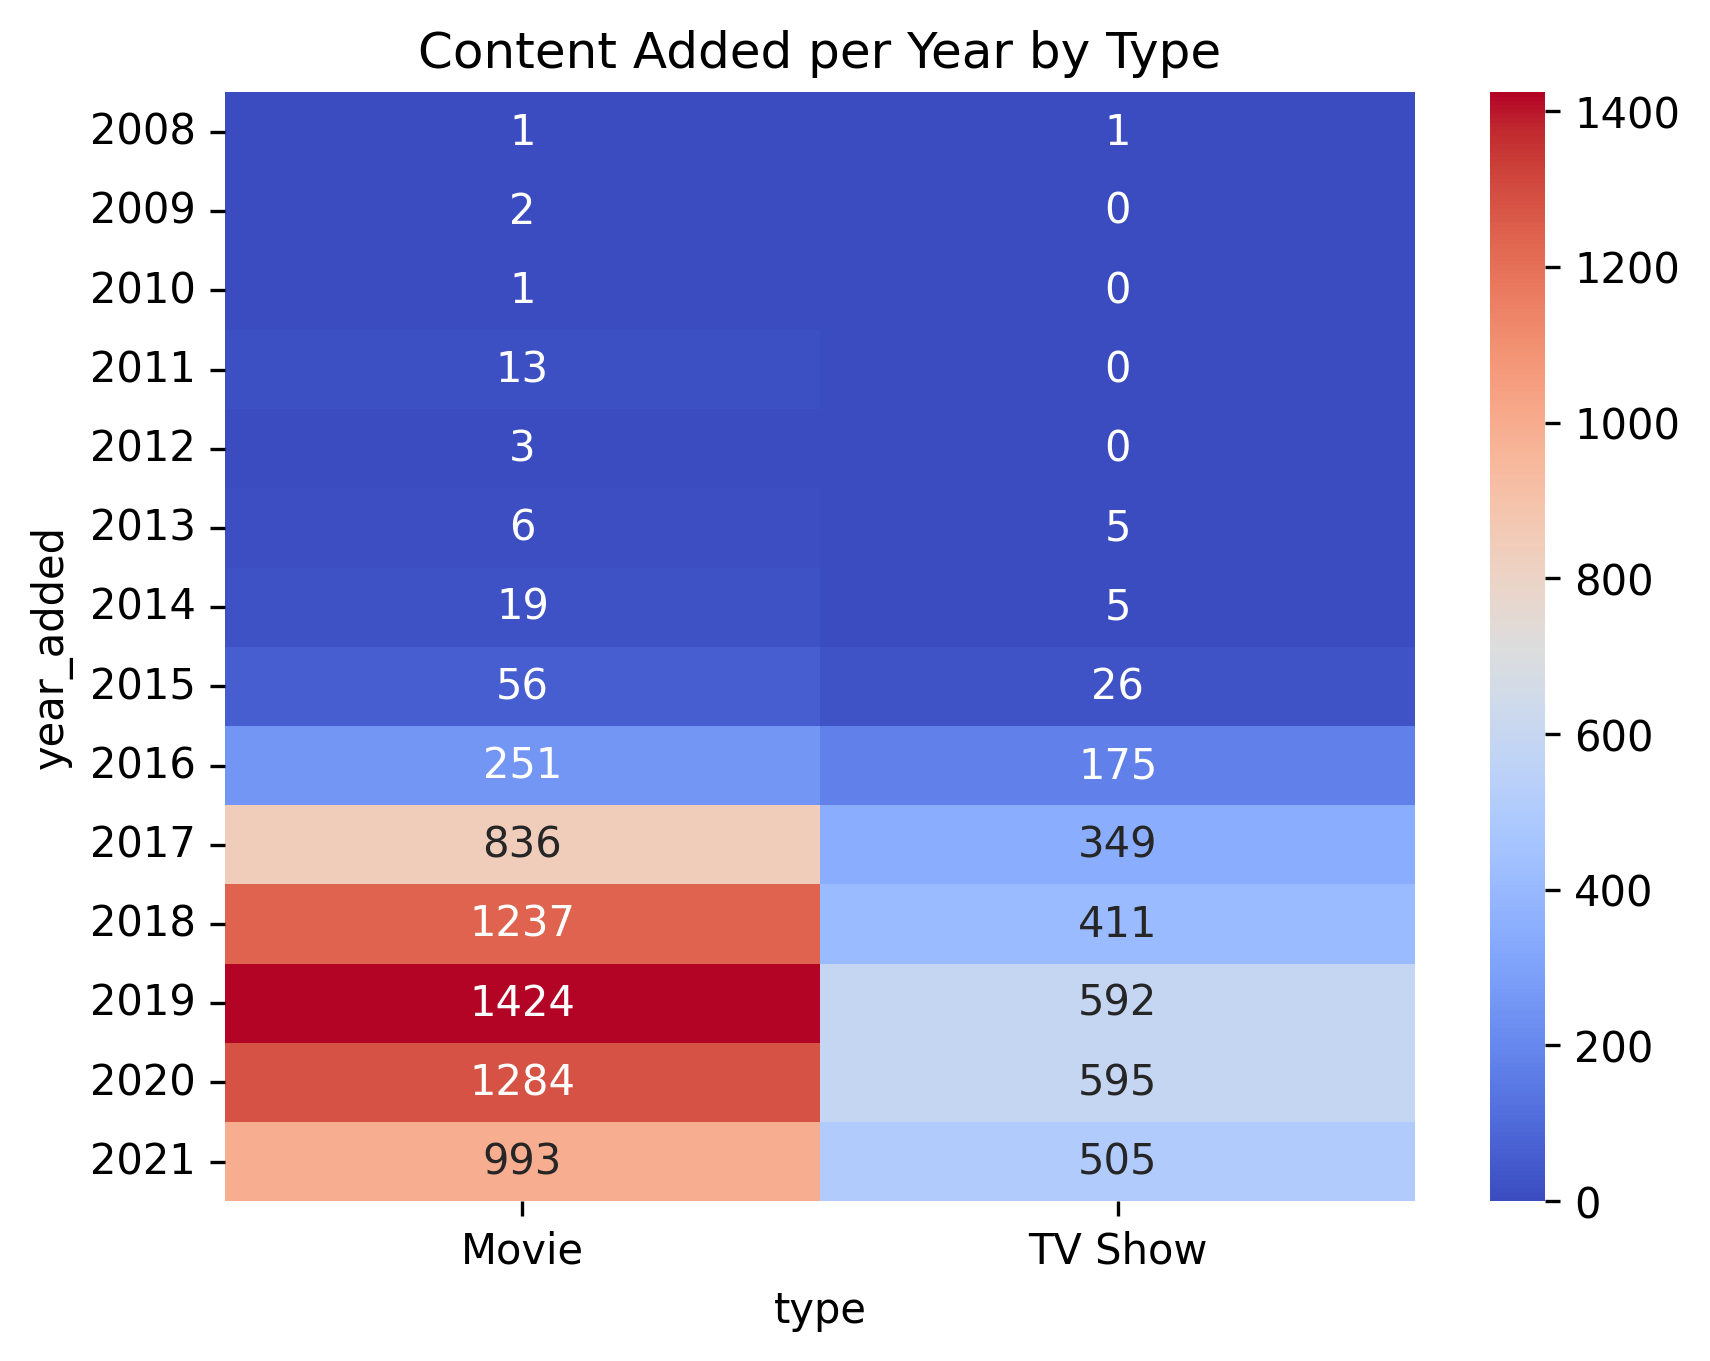 Content Added per Year by Type
2008 1 1
2009 2 0
2010 1 0
2011 13 0
2012 3 0
2013 6 5
2014 19 5
2015 56 26
2016 251 175
2017 836 349
2018 1237 411
2019 1424 592
2020 1284 595
2021 993 505
Movie TV Show
type
year_added
1400
1200
1000
800
600
400
200
0